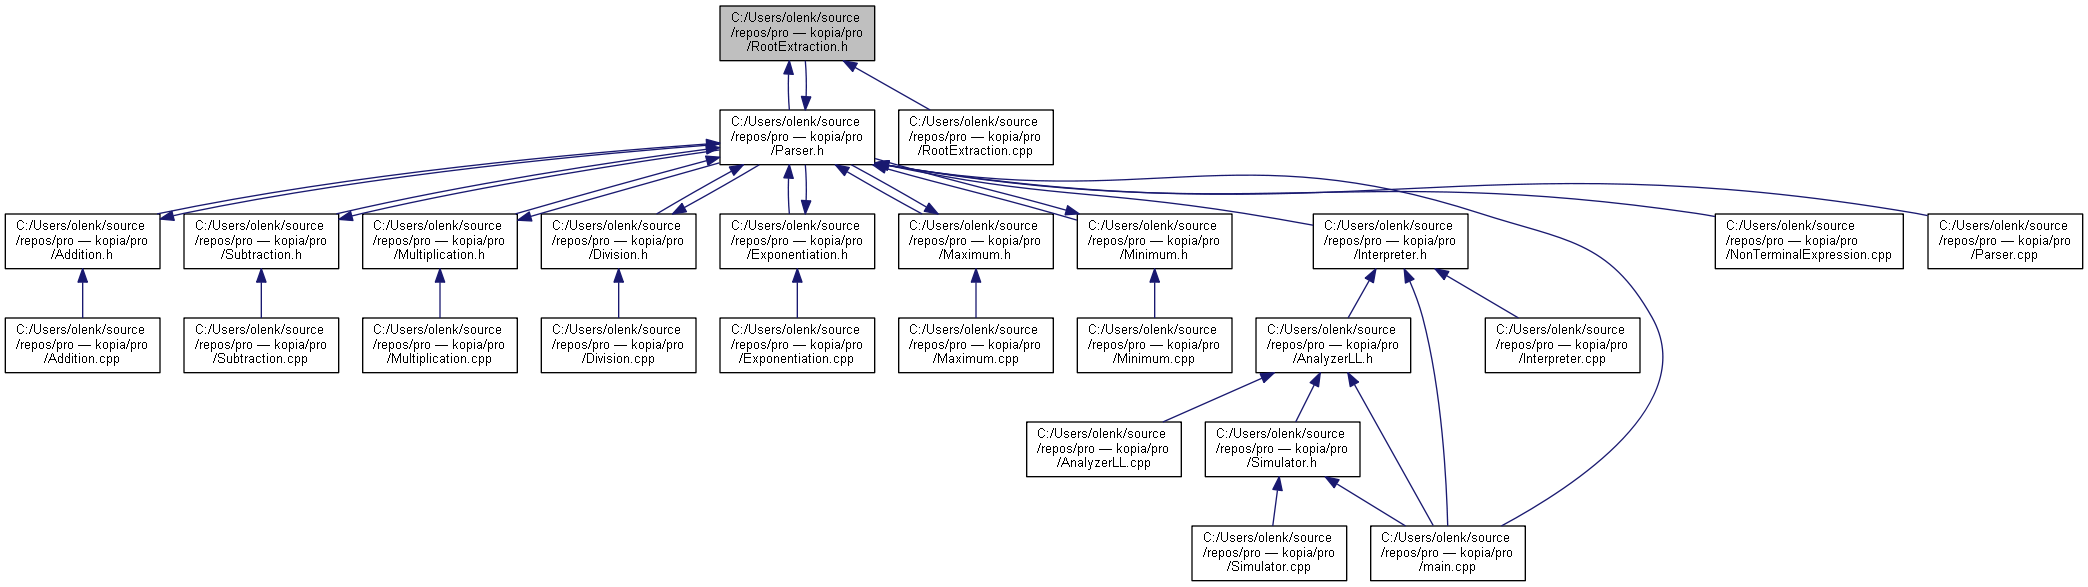 C:/Users/olenk/source
/repos/pro — kopia/pro
/RootExtraction.h
C:/Users/olenk/source
/repos/pro — kopia/pro
/Parser.h
C:/Users/olenk/source
/repos/pro — kopia/pro
/RootExtraction.cpp
C:/Users/olenk/source
/repos/pro — kopia/pro
/Addition.h
C:/Users/olenk/source
/repos/pro — kopia/pro
/Subtraction.h
C:/Users/olenk/source
/repos/pro — kopia/pro
/Multiplication.h
C:/Users/olenk/source
/repos/pro — kopia/pro
/Division.h
C:/Users/olenk/source
/repos/pro — kopia/pro
/Exponentiation.h
C:/Users/olenk/source
/repos/pro — kopia/pro
/Maximum.h
C:/Users/olenk/source
/repos/pro — kopia/pro
/Minimum.h
C:/Users/olenk/source
/repos/pro — kopia/pro
/Interpreter.h
C:/Users/olenk/source
/repos/pro — kopia/pro
/NonTerminalExpression.cpp
C:/Users/olenk/source
/repos/pro — kopia/pro
/Parser.cpp
C:/Users/olenk/source
/repos/pro — kopia/pro
/Addition.cpp
C:/Users/olenk/source
/repos/pro — kopia/pro
/Subtraction.cpp
C:/Users/olenk/source
/repos/pro — kopia/pro
/Multiplication.cpp
C:/Users/olenk/source
/repos/pro — kopia/pro
/Division.cpp
C:/Users/olenk/source
/repos/pro — kopia/pro
/Exponentiation.cpp
C:/Users/olenk/source
/repos/pro — kopia/pro
/Maximum.cpp
C:/Users/olenk/source
/repos/pro — kopia/pro
/Minimum.cpp
C:/Users/olenk/source
/repos/pro — kopia/pro
/AnalyzerLL.h
C:/Users/olenk/source
/repos/pro — kopia/pro
/Interpreter.cpp
C:/Users/olenk/source
/repos/pro — kopia/pro
/AnalyzerLL.cpp
C:/Users/olenk/source
/repos/pro — kopia/pro
/Simulator.h
C:/Users/olenk/source
/repos/pro — kopia/pro
/Simulator.cpp
C:/Users/olenk/source
/repos/pro — kopia/pro
/main.cpp